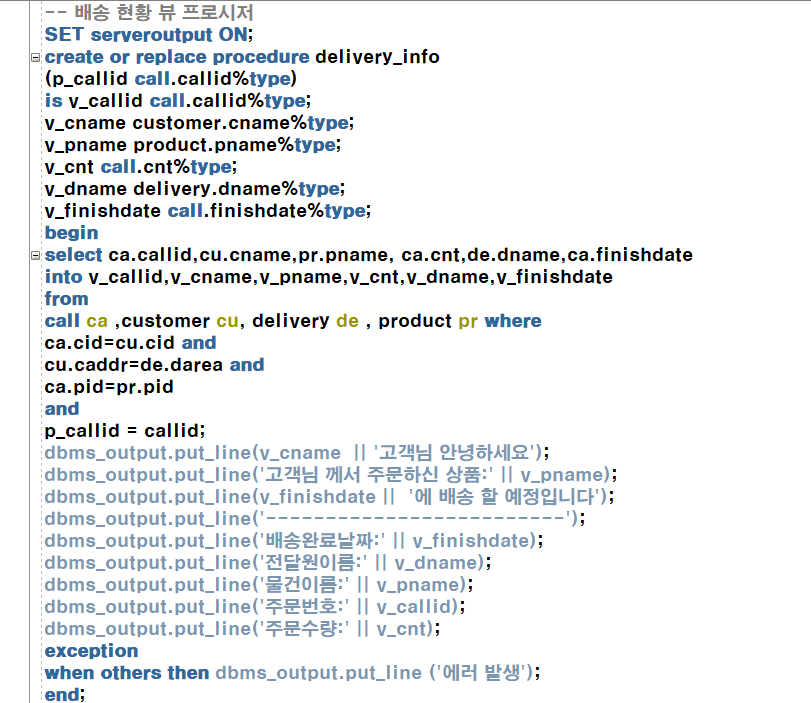 -- 배송 현황 뷰 프로시저
SET serveroutput ON;
create or replace procedure delivery_info
(p_callid call.callid%type)
is v_callid call.callid%type;
v_cname customer.cname%type;
v_pname product.pname%type;
v_cnt call.cnt%type;
v_dname delivery.dname%type;
v_finishdate call.finishdate%type;
begin
select ca.callid,cu.cname,pr.pname, ca.cnt,de.dname,ca.finishdate
into v_callid,v_cname,v_pname,v_cnt,v_dname,v_finishdate
from
call ca ,customer cu, delivery de , product pr where
ca.cid=cu.cid and
cu.caddr=de.darea and
ca.pid=pr.pid
and
p_callid = callid;
dbms_output.put_line(v_cname  || '고객님 안녕하세요');
dbms_output.put_line('고객님 께서 주문하신 상품:' || v_pname);
dbms_output.put_line(v_finishdate ||  '에 배송 할 예정입니다');
dbms_output.put_line('-------------------------');
dbms_output.put_line('배송완료날짜:' || v_finishdate);
dbms_output.put_line('전달원이름:' || v_dname);
dbms_output.put_line('물건이름:' || v_pname);
dbms_output.put_line('주문번호:' || v_callid);
dbms_output.put_line('주문수량:' || v_cnt);
exception
when others then dbms_output.put_line ('에러 발생');
end;